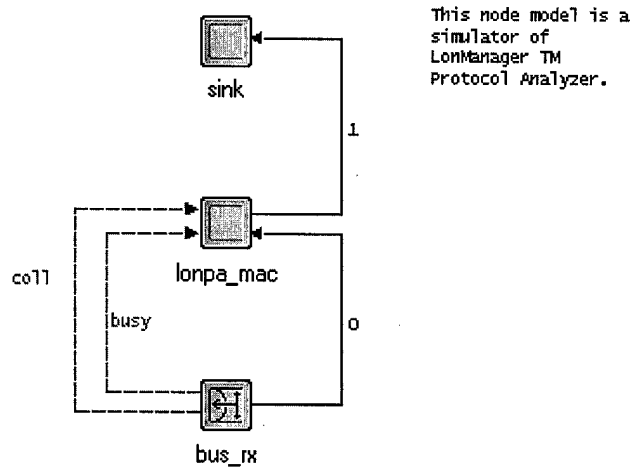 This node model is a
simulator of
LonManager TM
Protocol Analyzer.
sink
1
lonpa_mac
coll
busy
0
bus_rx